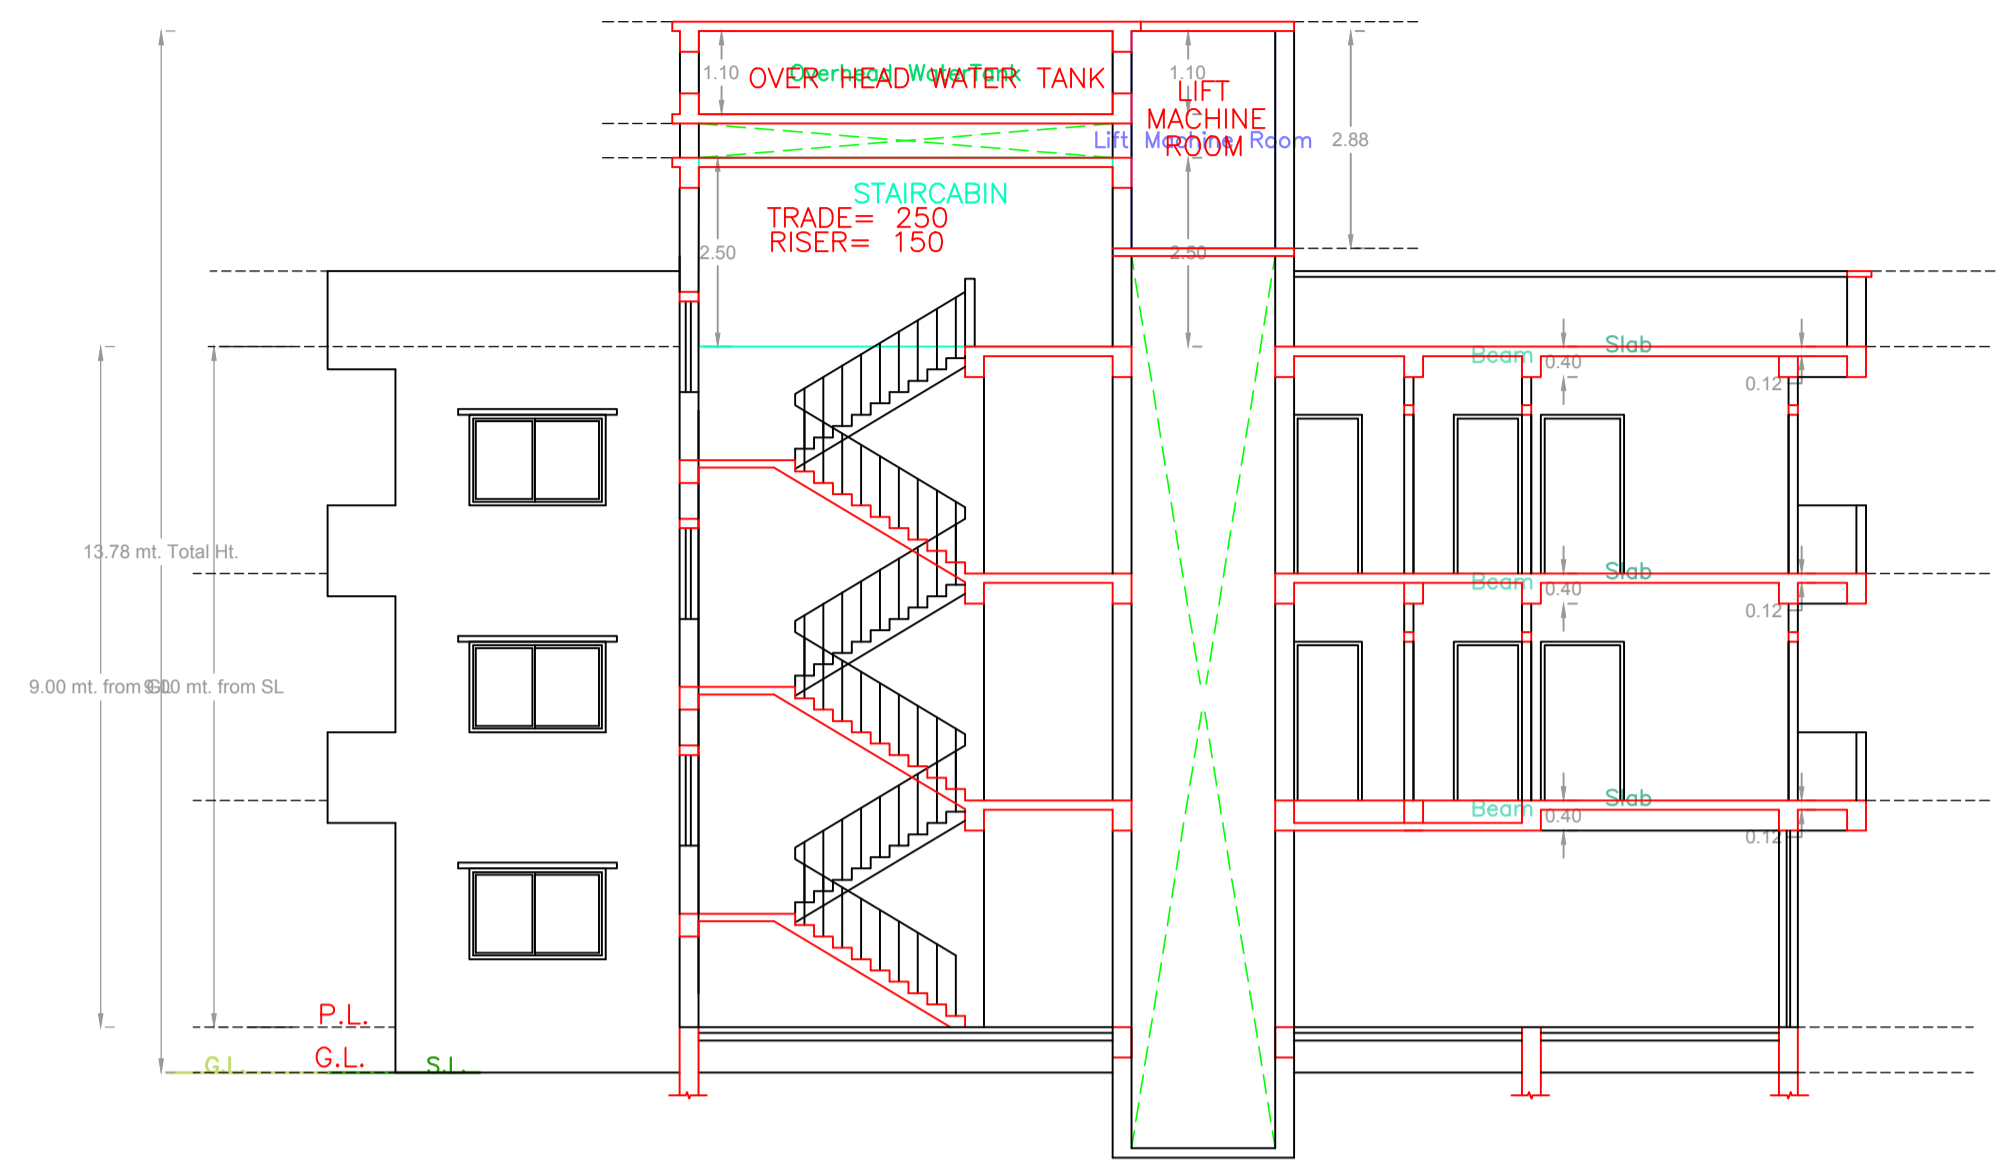 1.10
Overhead WaterTank
OVER HEAD WATER TANK
1.10
LIFT
MACHINE
ROOM
Lift Machine Room
2.88
STAIRCABIN
TRADE= 250
RISER= 150
2.50
2.50
Beam
0.40
Slab
0.12
13.78 mt. Total Ht.
Beam
0.40
Slab
0.12
9.00 mt. from GL
9.00 mt. from SL
Beam
0.40
Slab
0.12
P.L.
G.L.
G.L.
S.L.